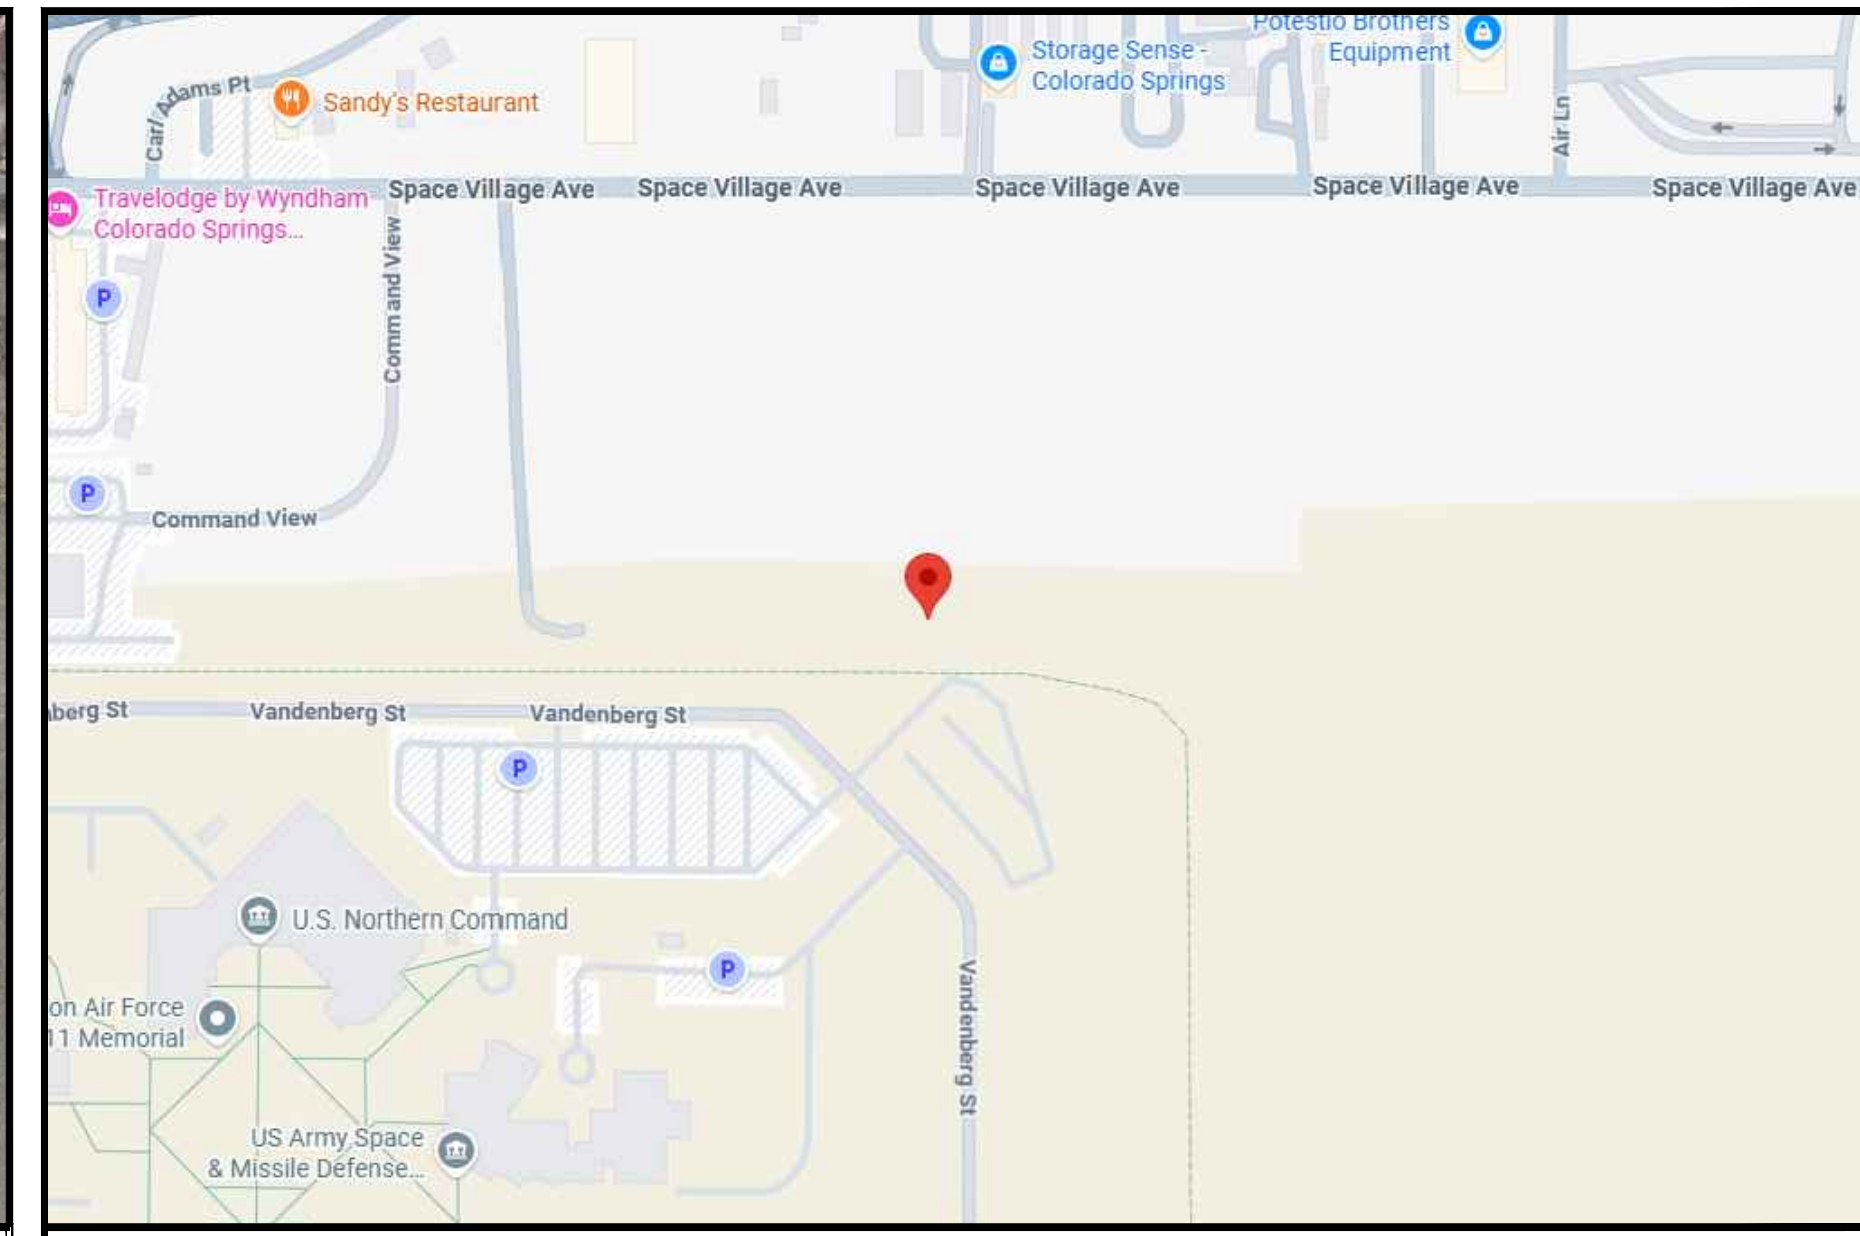 Potestio Brothers
Equipment
Storage Sense -
Colorado Springs
Carl Adams Pt
Sandy's Restaurant
Air Ln
Space Village Ave
Space Village Ave
Space Village Ave
Space Village Ave
Space Village Ave
Travelodge by Wyndham
Colorado Springs...
Command View
P
P
Command View
berg St
Vandenberg St
Vandenberg St
P
U.S. Northern Command
P
Vandenberg St
on Air Force
11 Memorial
US Army Space
& Missile Defense...